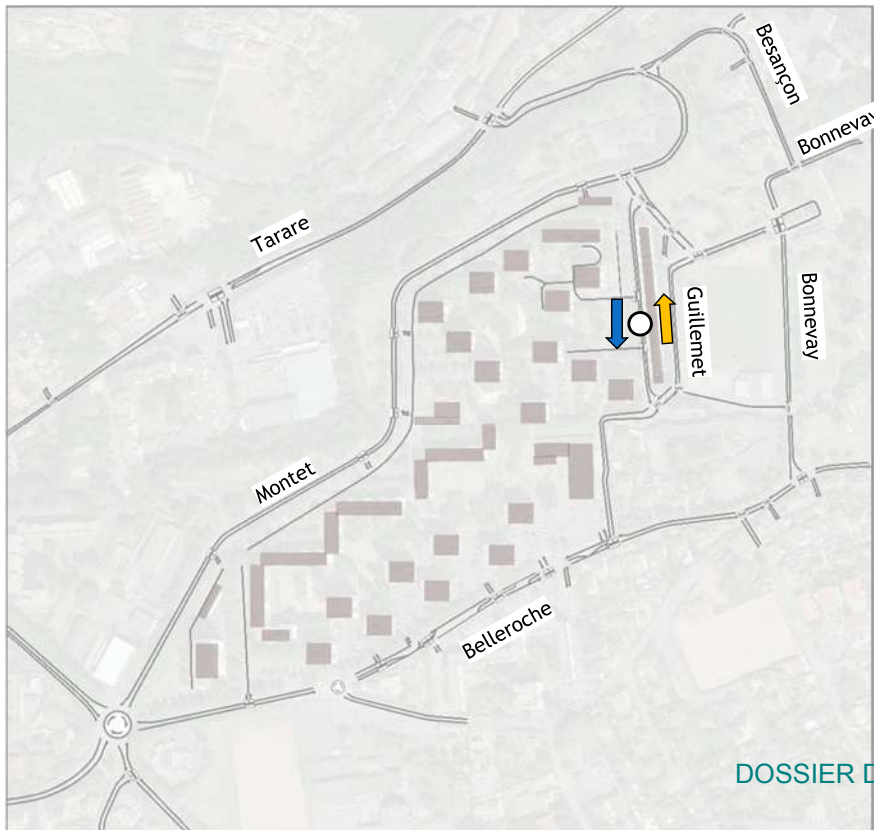 Besançon
Bonnevay
Tarare
Guillemet
Bonnevay
Montet
Belleroche
DOSSIER D